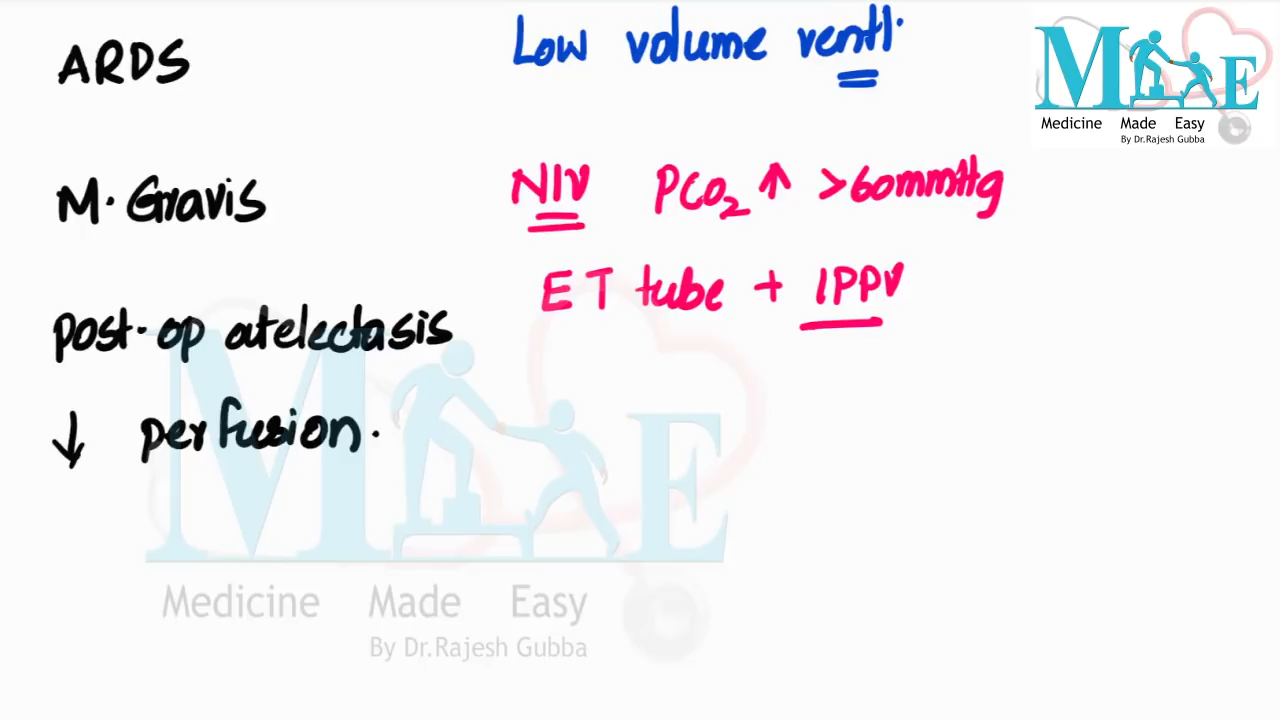 ARDS
Low volume ventl.
M. Gravis
NIV PCO₂ ↑ >60mmHg
ET tube + IPPV
post-op atelectasis
↓ perfusion.
M E
Medicine Made Easy
By Dr.Rajesh Gubba
M E
Medicine Made Easy
By Dr.Rajesh Gubba